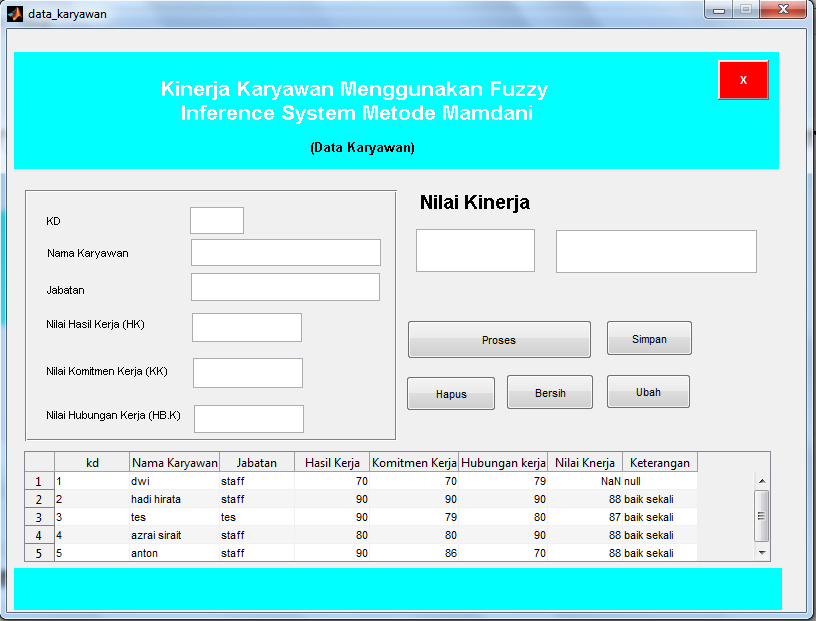 data_karyawan
Kinerja Karyawan Menggunakan Fuzzy
Inference System Metode Mamdani
X
(Data Karyawan)
KD
Nama Karyawan
Jabatan
Nilai Hasil Kerja (HK)
Nilai Komitmen Kerja (KK)
Nilai Hubungan Kerja (HB.K)
Nilai Kinerja
Proses
Simpan
Hapus
Bersih
Ubah
kd Nama Karyawan Jabatan Hasil Kerja Komitmen Kerja Hubungan kerja Nilai Knerja Keterangan
1 1 dwi staff 70 70 79 NaN null
2 2 hadi hirata staff 90 90 90 88 baik sekali
3 3 tes tes 90 79 80 87 baik sekali
4 4 azrai sirait staff 80 80 90 88 baik sekali
5 5 anton staff 90 86 70 88 baik sekali